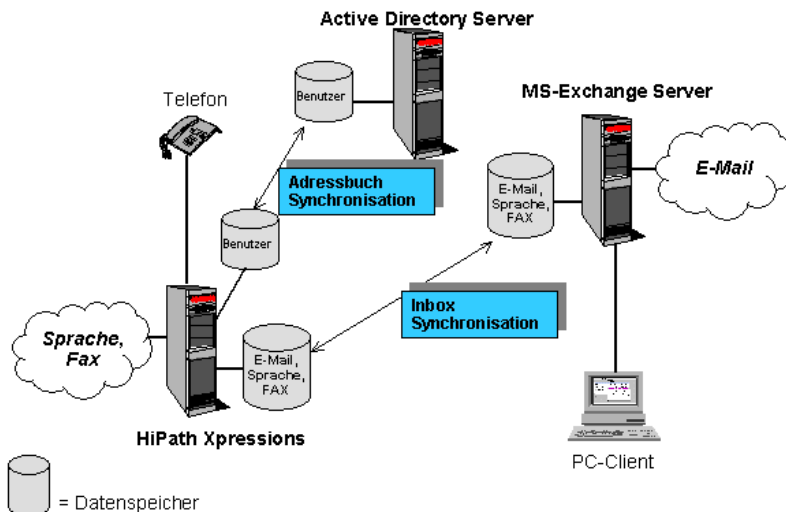 Active Directory Server
Benutzer
Telefon
MS-Exchange Server
Adressbuch
Synchronisation
E-Mail,
Sprache,
FAX
E-Mail
Benutzer
Inbox
Synchronisation
Sprache,
Fax
E-Mail,
Sprache,
FAX
HiPath Xpressions
PC-Client
= Datenspeicher